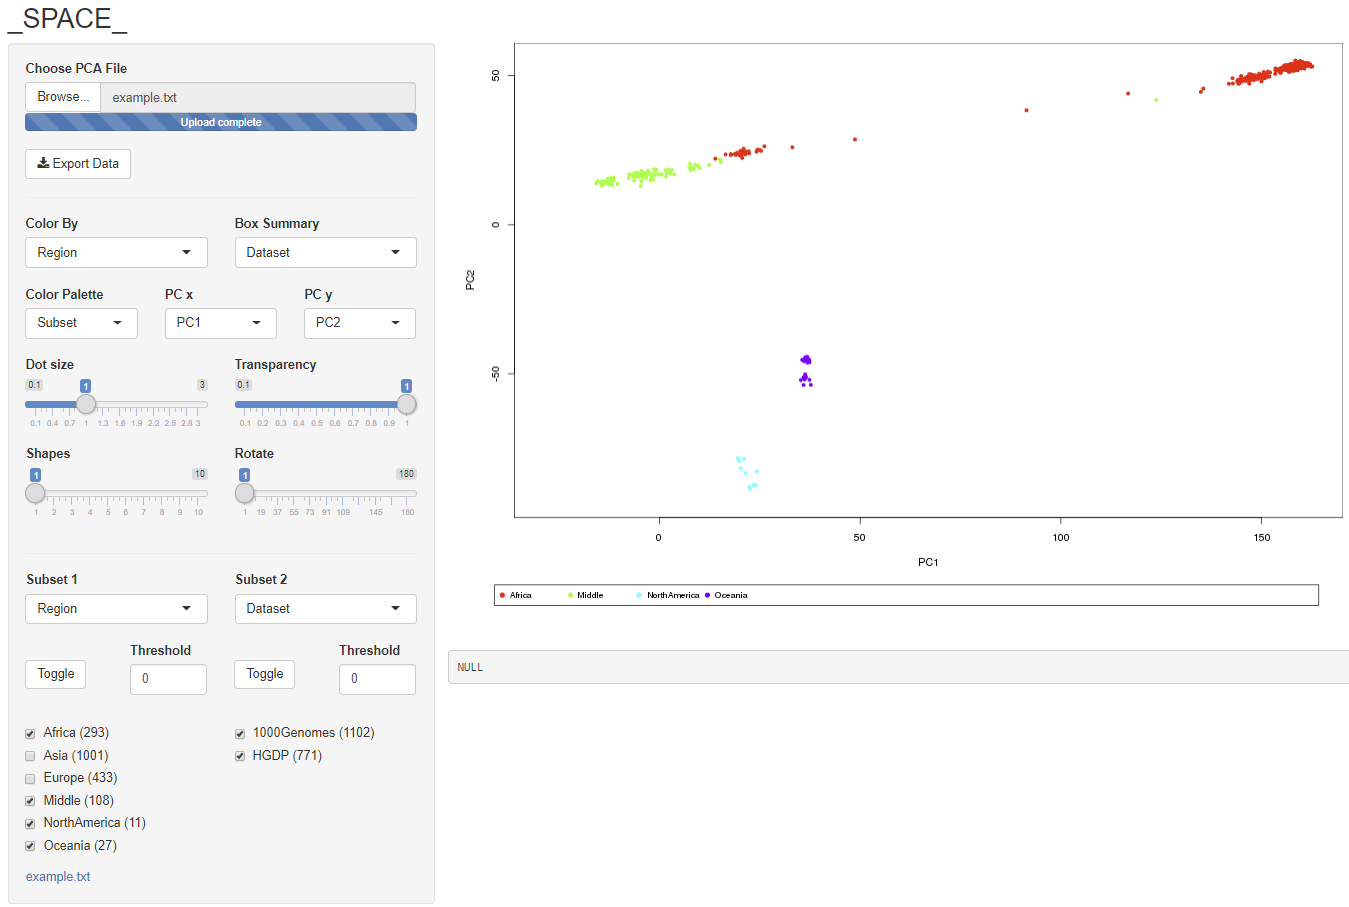 _SPACE_
Choose PCA File
Browse... example.txt
Upload complete
Export Data
Color By Box Summary
Region Dataset
Color Palette PC x PC y
Subset PC1 PC2
Dot size Transparency
0.1 1 3 0.1 1
0.1 0.4 0.7 1 1.3 1.6 1.9 2.2 2.5 2.8 3 0.1 0.2 0.3 0.4 0.5 0.6 0.7 0.8 0.9 1
Shapes Rotate
1 10 1 180
1 2 3 4 5 6 7 8 9 10 1 19 37 55 73 91 109 145 180
Subset 1 Subset 2
Region Dataset
Threshold Threshold
Toggle 0 Toggle 0
Africa (293) 1000Genomes (1102)
Asia (1001) HGDP (771)
Europe (433)
Middle (108)
NorthAmerica (11)
Oceania (27)
example.txt
50
0
-50
PC2
0 50 100 150
PC1
Africa Middle NorthAmerica Oceania
NULL